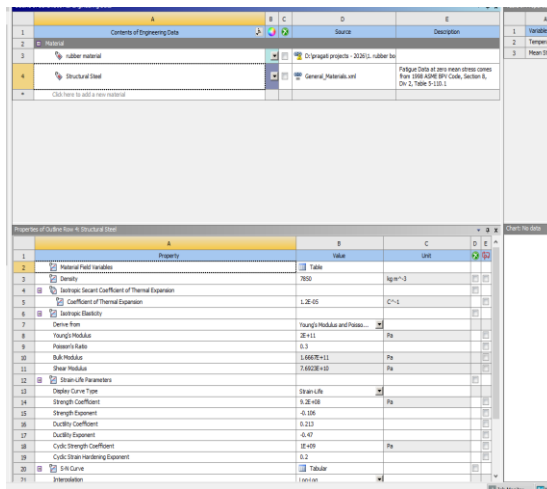 A B C D E
1 Contents of Engineering Data Source Description
2 Material
3 rubber material D:\pragati projects - 2026\1. rubber bo
4 Structural Steel General_Materials.xml Fatigue Data at zero mean stress comes from 1998 ASME BPV Code, Section 8, Div 2, Table 5-110.1
* Click here to add a new material
1 Variable
2 Temper
3 Mean St
Properties of Outline Row 4: Structural Steel
Chart: No data
A B C D E
1 Property Value Unit
2 Material Field Variables Table
3 Density 7850 kg m^-3
4 Isotropic Secant Coefficient of Thermal Expansion
5 Coefficient of Thermal Expansion 1.2E-05 C^-1
6 Isotropic Elasticity
7 Derive from Young's Modulus and Poisso...
8 Young's Modulus 2E+11 Pa
9 Poisson's Ratio 0.3
10 Bulk Modulus 1.6667E+11 Pa
11 Shear Modulus 7.6923E+10 Pa
12 Strain-Life Parameters
13 Display Curve Type Strain-Life
14 Strength Coefficient 9.2E+08 Pa
15 Strength Exponent -0.106
16 Ductility Coefficient 0.213
17 Ductility Exponent -0.47
18 Cyclic Strength Coefficient 1E+09 Pa
19 Cyclic Strain Hardening Exponent 0.2
20 S-N Curve Tabular
21 Interpolation Log-Log